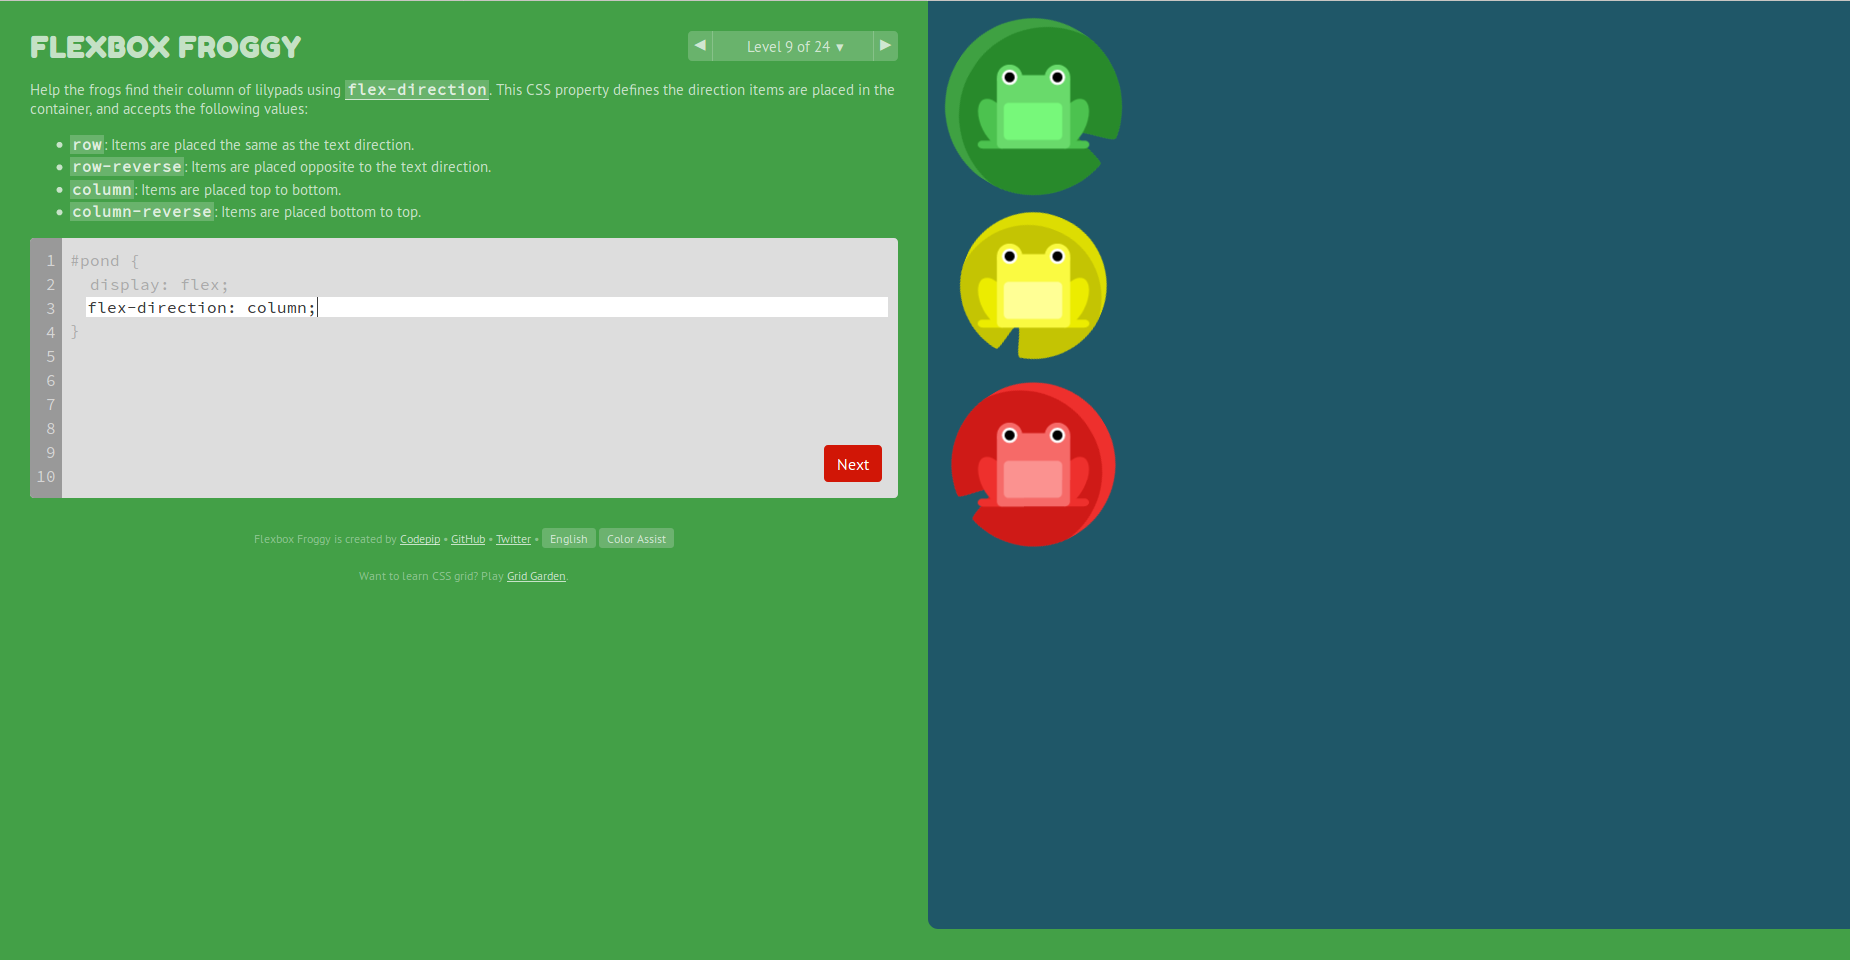 FLEXBOX FROGGY
◀ Level 9 of 24 ▾ ▶
Help the frogs find their column of lilypads using flex-direction. This CSS property defines the direction items are placed in the
container, and accepts the following values:
• row: Items are placed the same as the text direction.
• row-reverse: Items are placed opposite to the text direction.
• column: Items are placed top to bottom.
• column-reverse: Items are placed bottom to top.
1 #pond {
2 display: flex;
3 flex-direction: column;
4 }
5
6
7
8
9
10
Next
Flexbox Froggy is created by Codepip • GitHub • Twitter • English Color Assist
Want to learn CSS grid? Play Grid Garden.